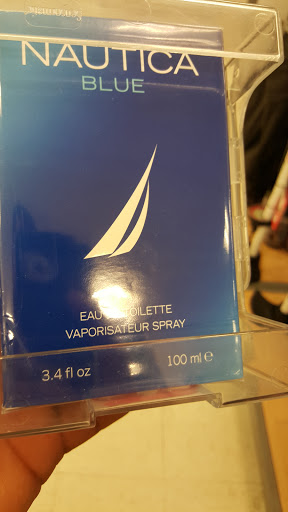 NAUTICA
BLUE
EAU TOILETTE
VAPORISATEUR SPRAY
3.4 fl oz 100 ml e